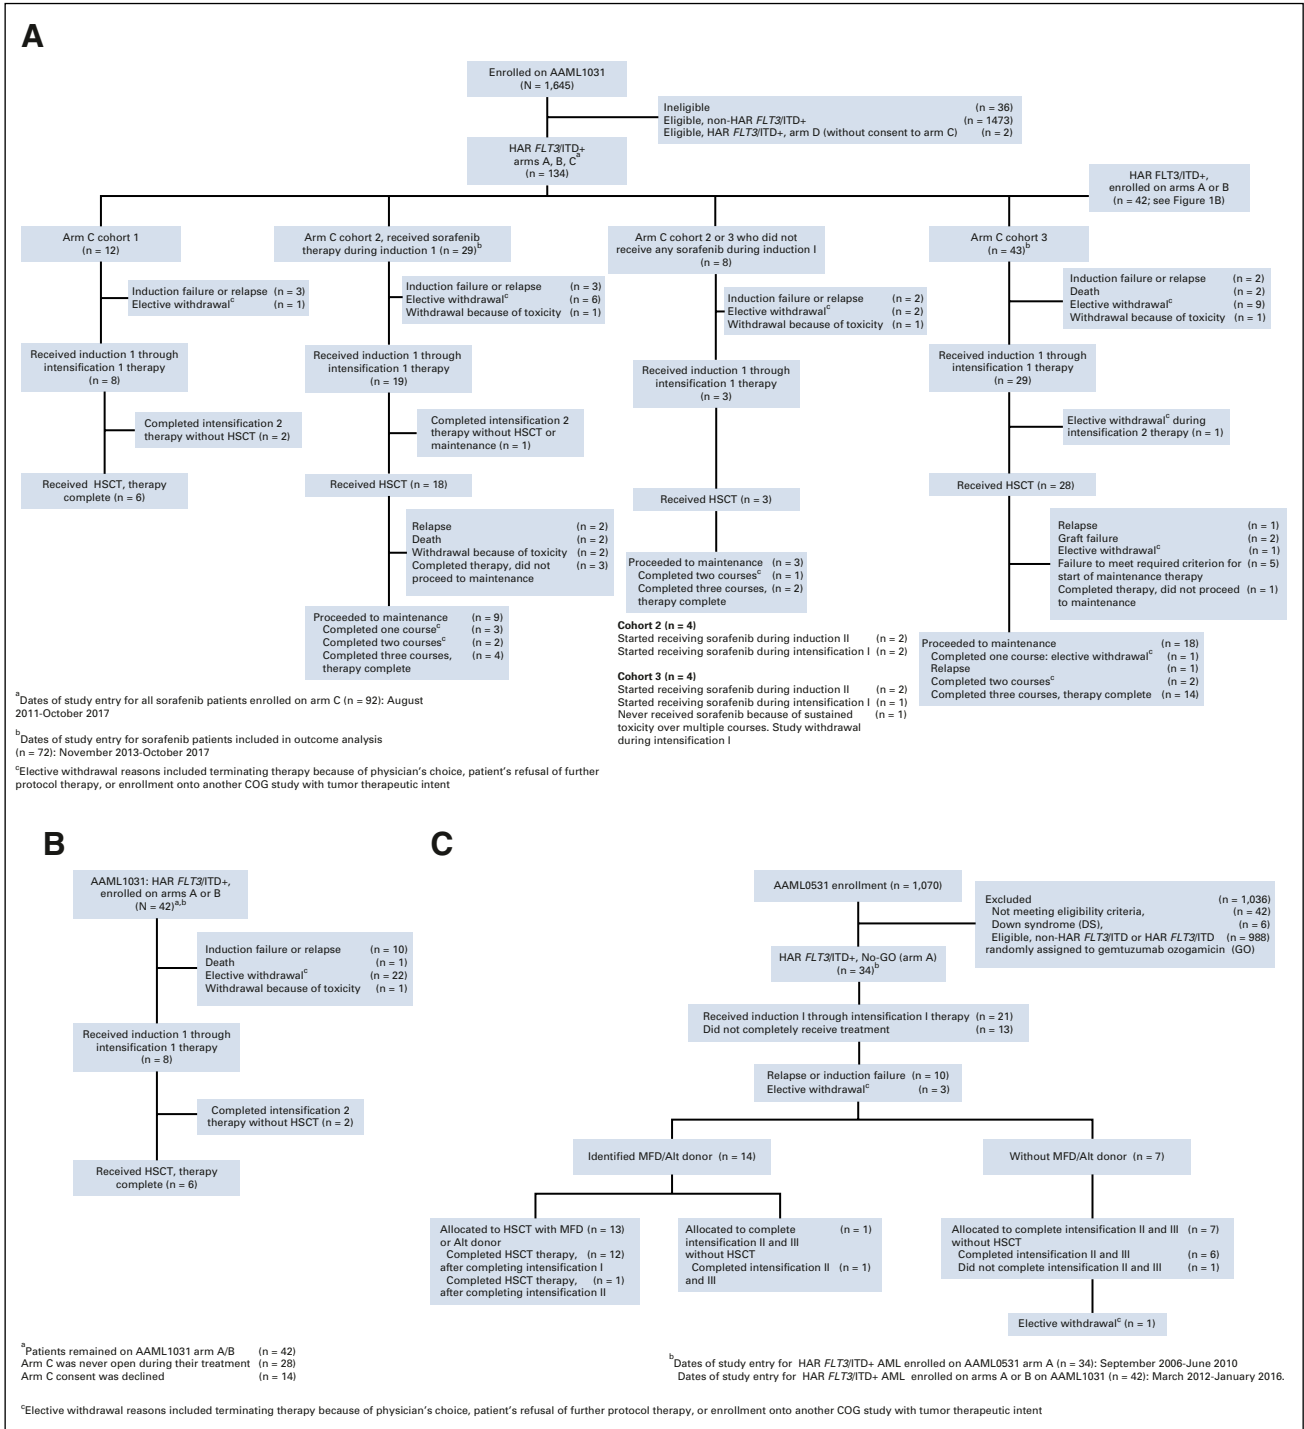 A
Enrolled on AAML1031
(N = 1,645)
Ineligible (n = 36)
Eligible, non-HAR FLT3/ITD+ (n = 1473)
Eligible, HAR FLT3/ITD+, arm D (without consent to arm C) (n = 2)
HAR FLT3/ITD+
arms A, B, Ca
(n = 134)
HAR FLT3/ITD+,
enrolled on arms A or B
(n = 42; see Figure 1B)
Arm C cohort 1
(n = 12)
Induction failure or relapse (n = 3)
Elective withdrawalc (n = 1)
Received induction 1 through
intensification 1 therapy
(n = 8)
Completed intensification 2
therapy without HSCT (n = 2)
Received HSCT, therapy
complete (n = 6)
Arm C cohort 2, received sorafenib
therapy during induction 1 (n = 29)b
Induction failure or relapse (n = 3)
Elective withdrawalc (n = 6)
Withdrawal because of toxicity (n = 1)
Received induction 1 through
intensification 1 therapy
(n = 19)
Completed intensification 2
therapy without HSCT or
maintenance (n = 1)
Received HSCT (n = 18)
Relapse (n = 2)
Death (n = 2)
Withdrawal because of toxicity (n = 2)
Completed therapy, did not (n = 3)
proceed to maintenance
Proceeded to maintenance (n = 9)
Completed one coursec (n = 3)
Completed two coursesc (n = 2)
Completed three courses, (n = 4)
therapy complete
Arm C cohort 2 or 3 who did not
receive any sorafenib during induction I
(n = 8)
Induction failure or relapse (n = 2)
Elective withdrawalc (n = 2)
Withdrawal because of toxicity (n = 1)
Received induction 1 through
intensification 1 therapy
(n = 3)
Received HSCT (n = 3)
Proceeded to maintenance (n = 3)
Completed two coursesc (n = 1)
Completed three courses, (n = 2)
therapy complete
Cohort 2 (n = 4)
Started receiving sorafenib during induction II (n = 2)
Started receiving sorafenib during intensification I (n = 2)
Cohort 3 (n = 4)
Started receiving sorafenib during induction II (n = 2)
Started receiving sorafenib during intensification I (n = 1)
Never received sorafenib because of sustained (n = 1)
toxicity over multiple courses. Study withdrawal
during intensification I
Arm C cohort 3
(n = 43)b
Induction failure or relapse (n = 2)
Death (n = 2)
Elective withdrawalc (n = 9)
Withdrawal because of toxicity (n = 1)
Received induction 1 through
intensification 1 therapy
(n = 29)
Elective withdrawalc during
intensification 2 therapy (n = 1)
Received HSCT (n = 28)
Relapse (n = 1)
Graft failure (n = 2)
Elective withdrawalc (n = 1)
Failure to meet required criterion for (n = 5)
start of maintenance therapy
Completed therapy, did not proceed (n = 1)
to maintenance
Proceeded to maintenance (n = 18)
Completed one course: elective withdrawalc (n = 1)
Relapse (n = 1)
Completed two coursesc (n = 2)
Completed three courses, therapy complete (n = 14)
aDates of study entry for all sorafenib patients enrolled on arm C (n = 92): August
2011-October 2017
bDates of study entry for sorafenib patients included in outcome analysis
(n = 72): November 2013-October 2017
cElective withdrawal reasons included terminating therapy because of physician's choice, patient's refusal of further
protocol therapy, or enrollment onto another COG study with tumor therapeutic intent
B
AAML1031: HAR FLT3/ITD+,
enrolled on arms A or B
(N = 42)a,b
Induction failure or relapse (n = 10)
Death (n = 1)
Elective withdrawalc (n = 22)
Withdrawal because of toxicity (n = 1)
Received induction 1 through
intensification 1 therapy
(n = 8)
Completed intensification 2
therapy without HSCT (n = 2)
Received HSCT, therapy
complete (n = 6)
aPatients remained on AAML1031 arm A/B (n = 42)
Arm C was never open during their treatment (n = 28)
Arm C consent was declined (n = 14)
C
AAML0531 enrollment (n = 1,070)
Excluded (n = 1,036)
Not meeting eligibility criteria, (n = 42)
Down syndrome (DS), (n = 6)
Eligible, non-HAR FLT3/ITD or HAR FLT3/ITD (n = 988)
randomly assigned to gemtuzumab ozogamicin (GO)
HAR FLT3/ITD+, No-GO (arm A)
(n = 34)b
Received induction I through intensification I therapy (n = 21)
Did not completely receive treatment (n = 13)
Relapse or induction failure (n = 10)
Elective withdrawalc (n = 3)
Identified MFD/Alt donor (n = 14)
Without MFD/Alt donor (n = 7)
Allocated to HSCT with MFD (n = 13)
or Alt donor
Completed HSCT therapy, (n = 12)
after completing intensification I
Completed HSCT therapy, (n = 1)
after completing intensification II
Allocated to complete (n = 1)
intensification II and III
without HSCT
Completed intensification II (n = 1)
and III
Allocated to complete intensification II and III (n = 7)
without HSCT
Completed intensification II and III (n = 6)
Did not complete intensification II and III (n = 1)
Elective withdrawalc (n = 1)
bDates of study entry for HAR FLT3/ITD+ AML enrolled on AAML0531 arm A (n = 34): September 2006-June 2010
Dates of study entry for HAR FLT3/ITD+ AML enrolled on arms A or B on AAML1031 (n = 42): March 2012-January 2016.
cElective withdrawal reasons included terminating therapy because of physician's choice, patient's refusal of further protocol therapy, or enrollment onto another COG study with tumor therapeutic intent